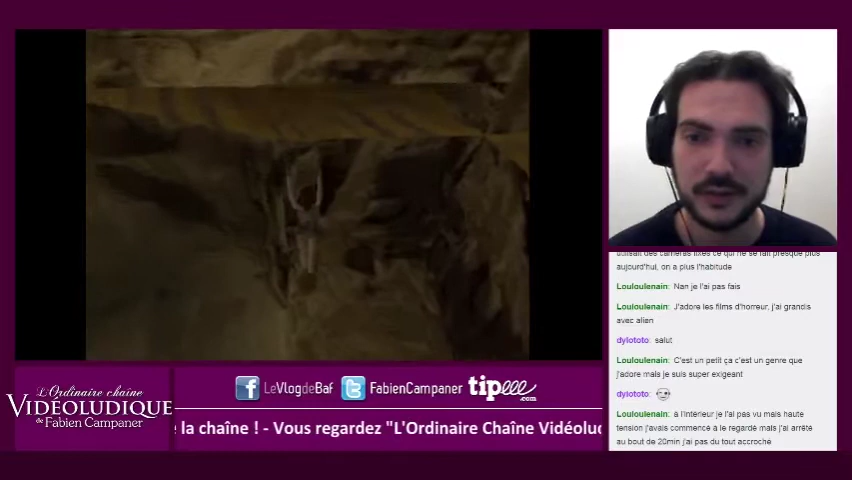 utilisait des caméras fixes ce qui ne se fait presque plus
aujourd'hui, on a plus l'habitude
Louloulenain: Nan je l'ai pas fais
Louloulenain: J'adore les films d'horreur, j'ai grandis
avec alien
dylototo: salut
Louloulenain: C'est un petit ça c'est un genre que
j'adore mais je suis super exigeant
dylototo:
Louloulenain: à l'intérieur je l'ai pas vu mais haute
tension j'avais commencé à le regardé mais j'ai arrêté
au bout de 20min j'ai pas du tout accroché
L'Ordinaire chaîne
VIDÉOLUDIQUE
de Fabien Campaner
LeVlogdeBaf FabienCampaner tipeee
.com
la chaîne ! - Vous regardez "L'Ordinaire Chaîne Vidéoluc